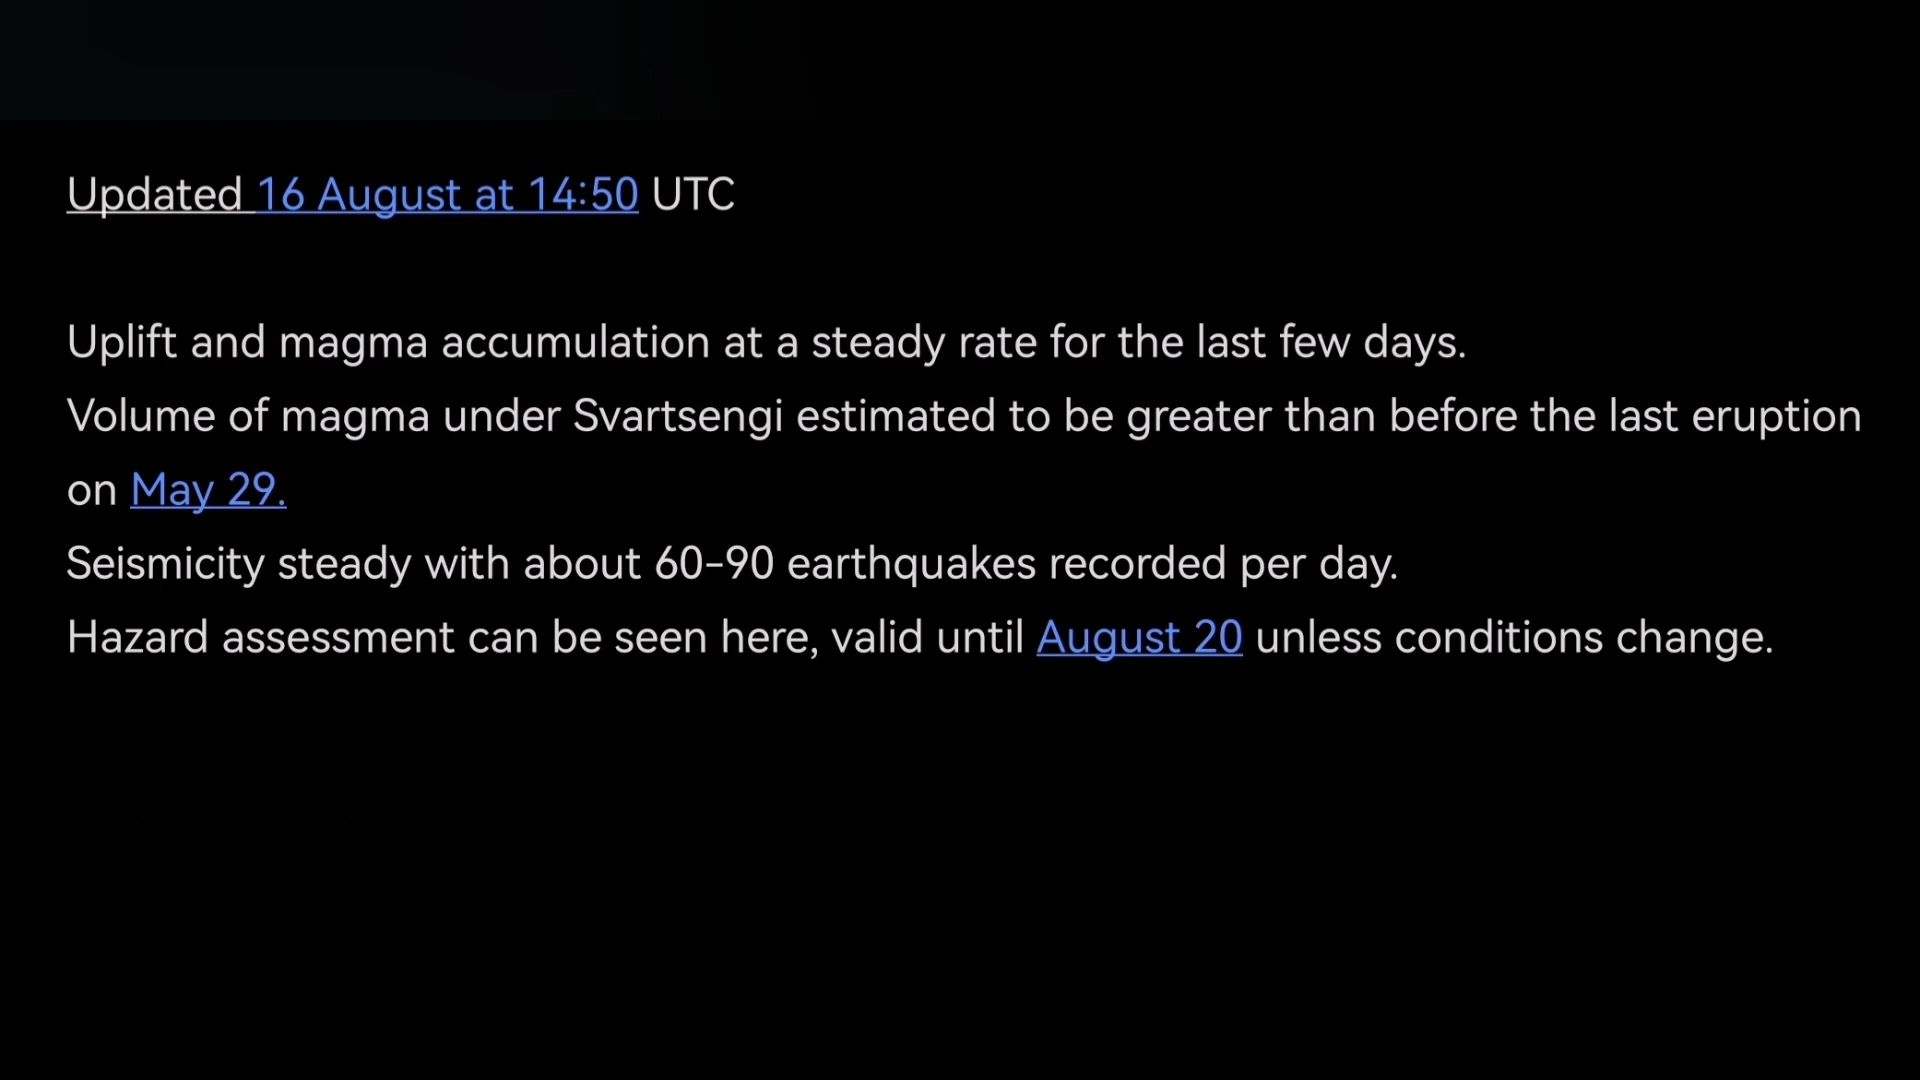 Updated 16 August at 14:50 UTC
Uplift and magma accumulation at a steady rate for the last few days.
Volume of magma under Svartsengi estimated to be greater than before the last eruption
on May 29.
Seismicity steady with about 60-90 earthquakes recorded per day.
Hazard assessment can be seen here, valid until August 20 unless conditions change.